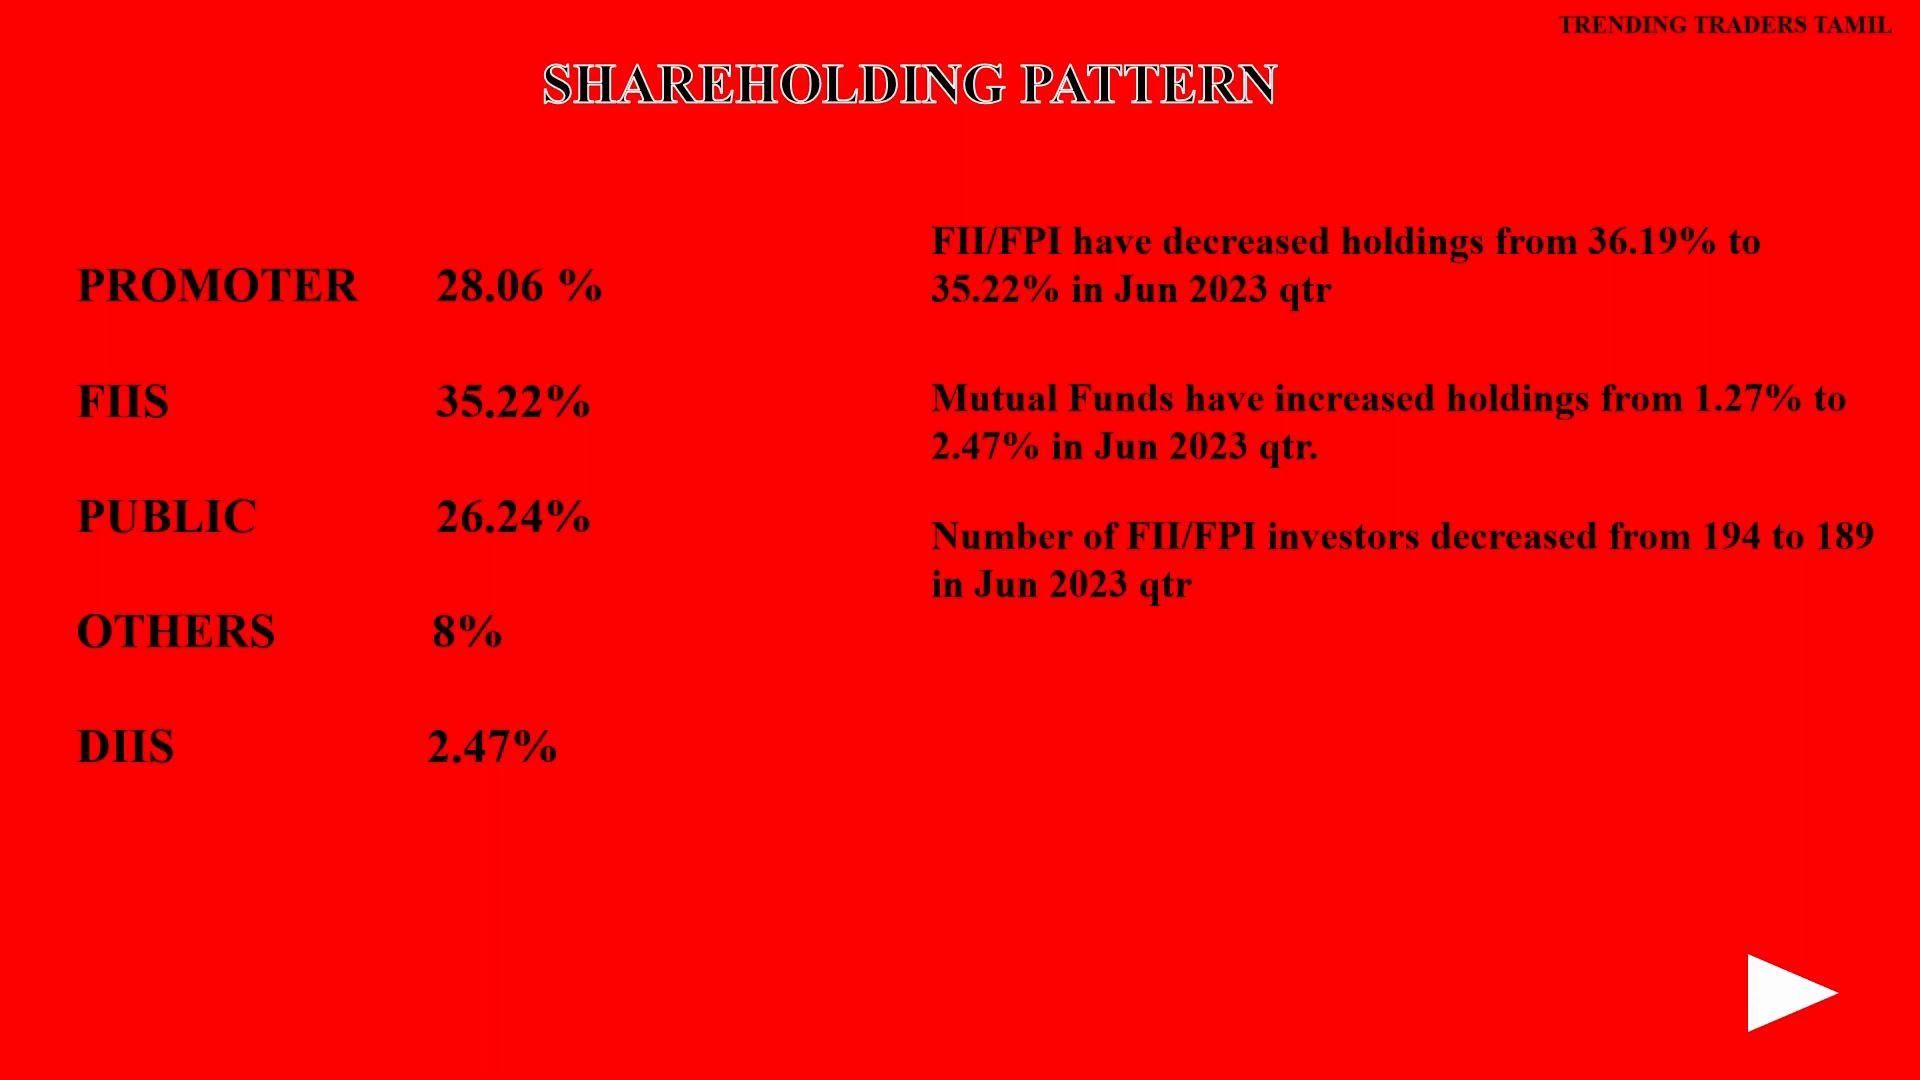 TRENDING TRADERS TAMIL
SHAREHOLDING PATTERN
PROMOTER 28.06 %
FIIS 35.22%
PUBLIC 26.24%
OTHERS 8%
DIIS 2.47%
FII/FPI have decreased holdings from 36.19% to
35.22% in Jun 2023 qtr
Mutual Funds have increased holdings from 1.27% to
2.47% in Jun 2023 qtr.
Number of FII/FPI investors decreased from 194 to 189
in Jun 2023 qtr